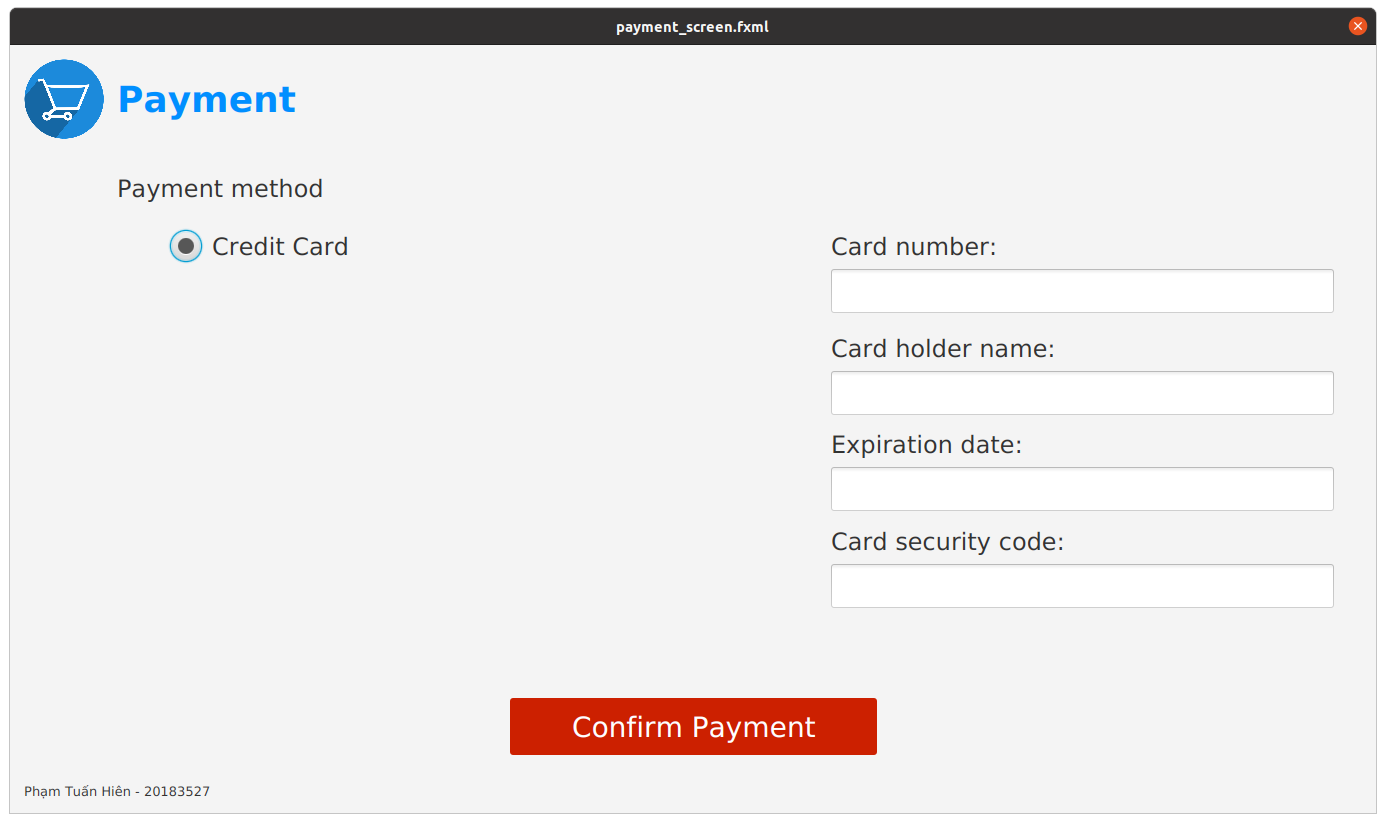 payment_screen.fxml
Payment
Payment method
Credit Card
Card number:
Card holder name:
Expiration date:
Card security code:
Confirm Payment
Phạm Tuấn Hiên - 20183527